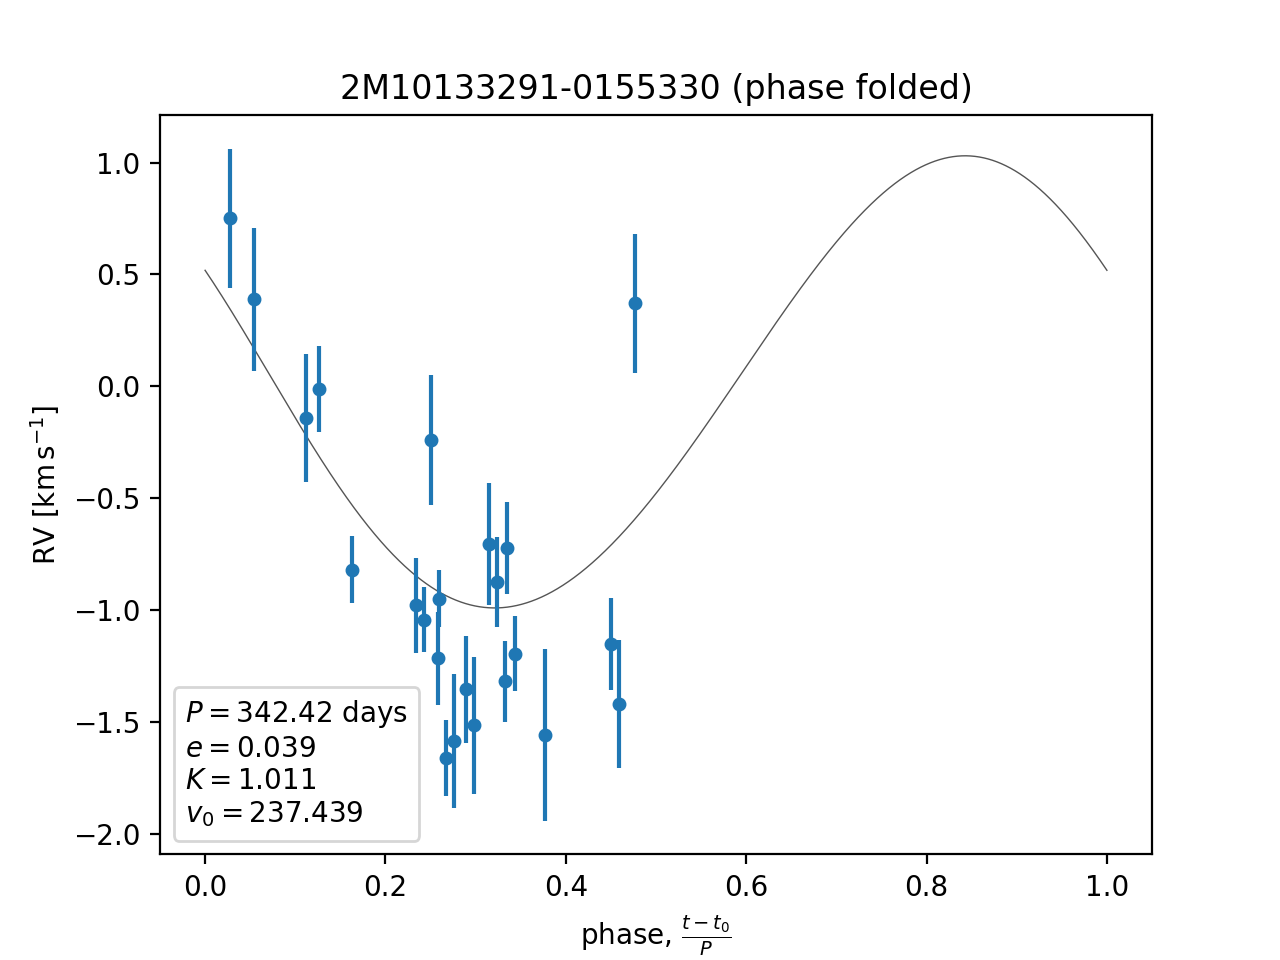 2M10133291-0155330 (phase folded)
1.0
0.5
0.0
−0.5
−1.0
−1.5
−2.0
RV [km s⁻¹]
P = 342.42 days
e = 0.039
K = 1.011
v₀ = 237.439
0.0 0.2 0.4 0.6 0.8 1.0
phase, (t − t₀)/P